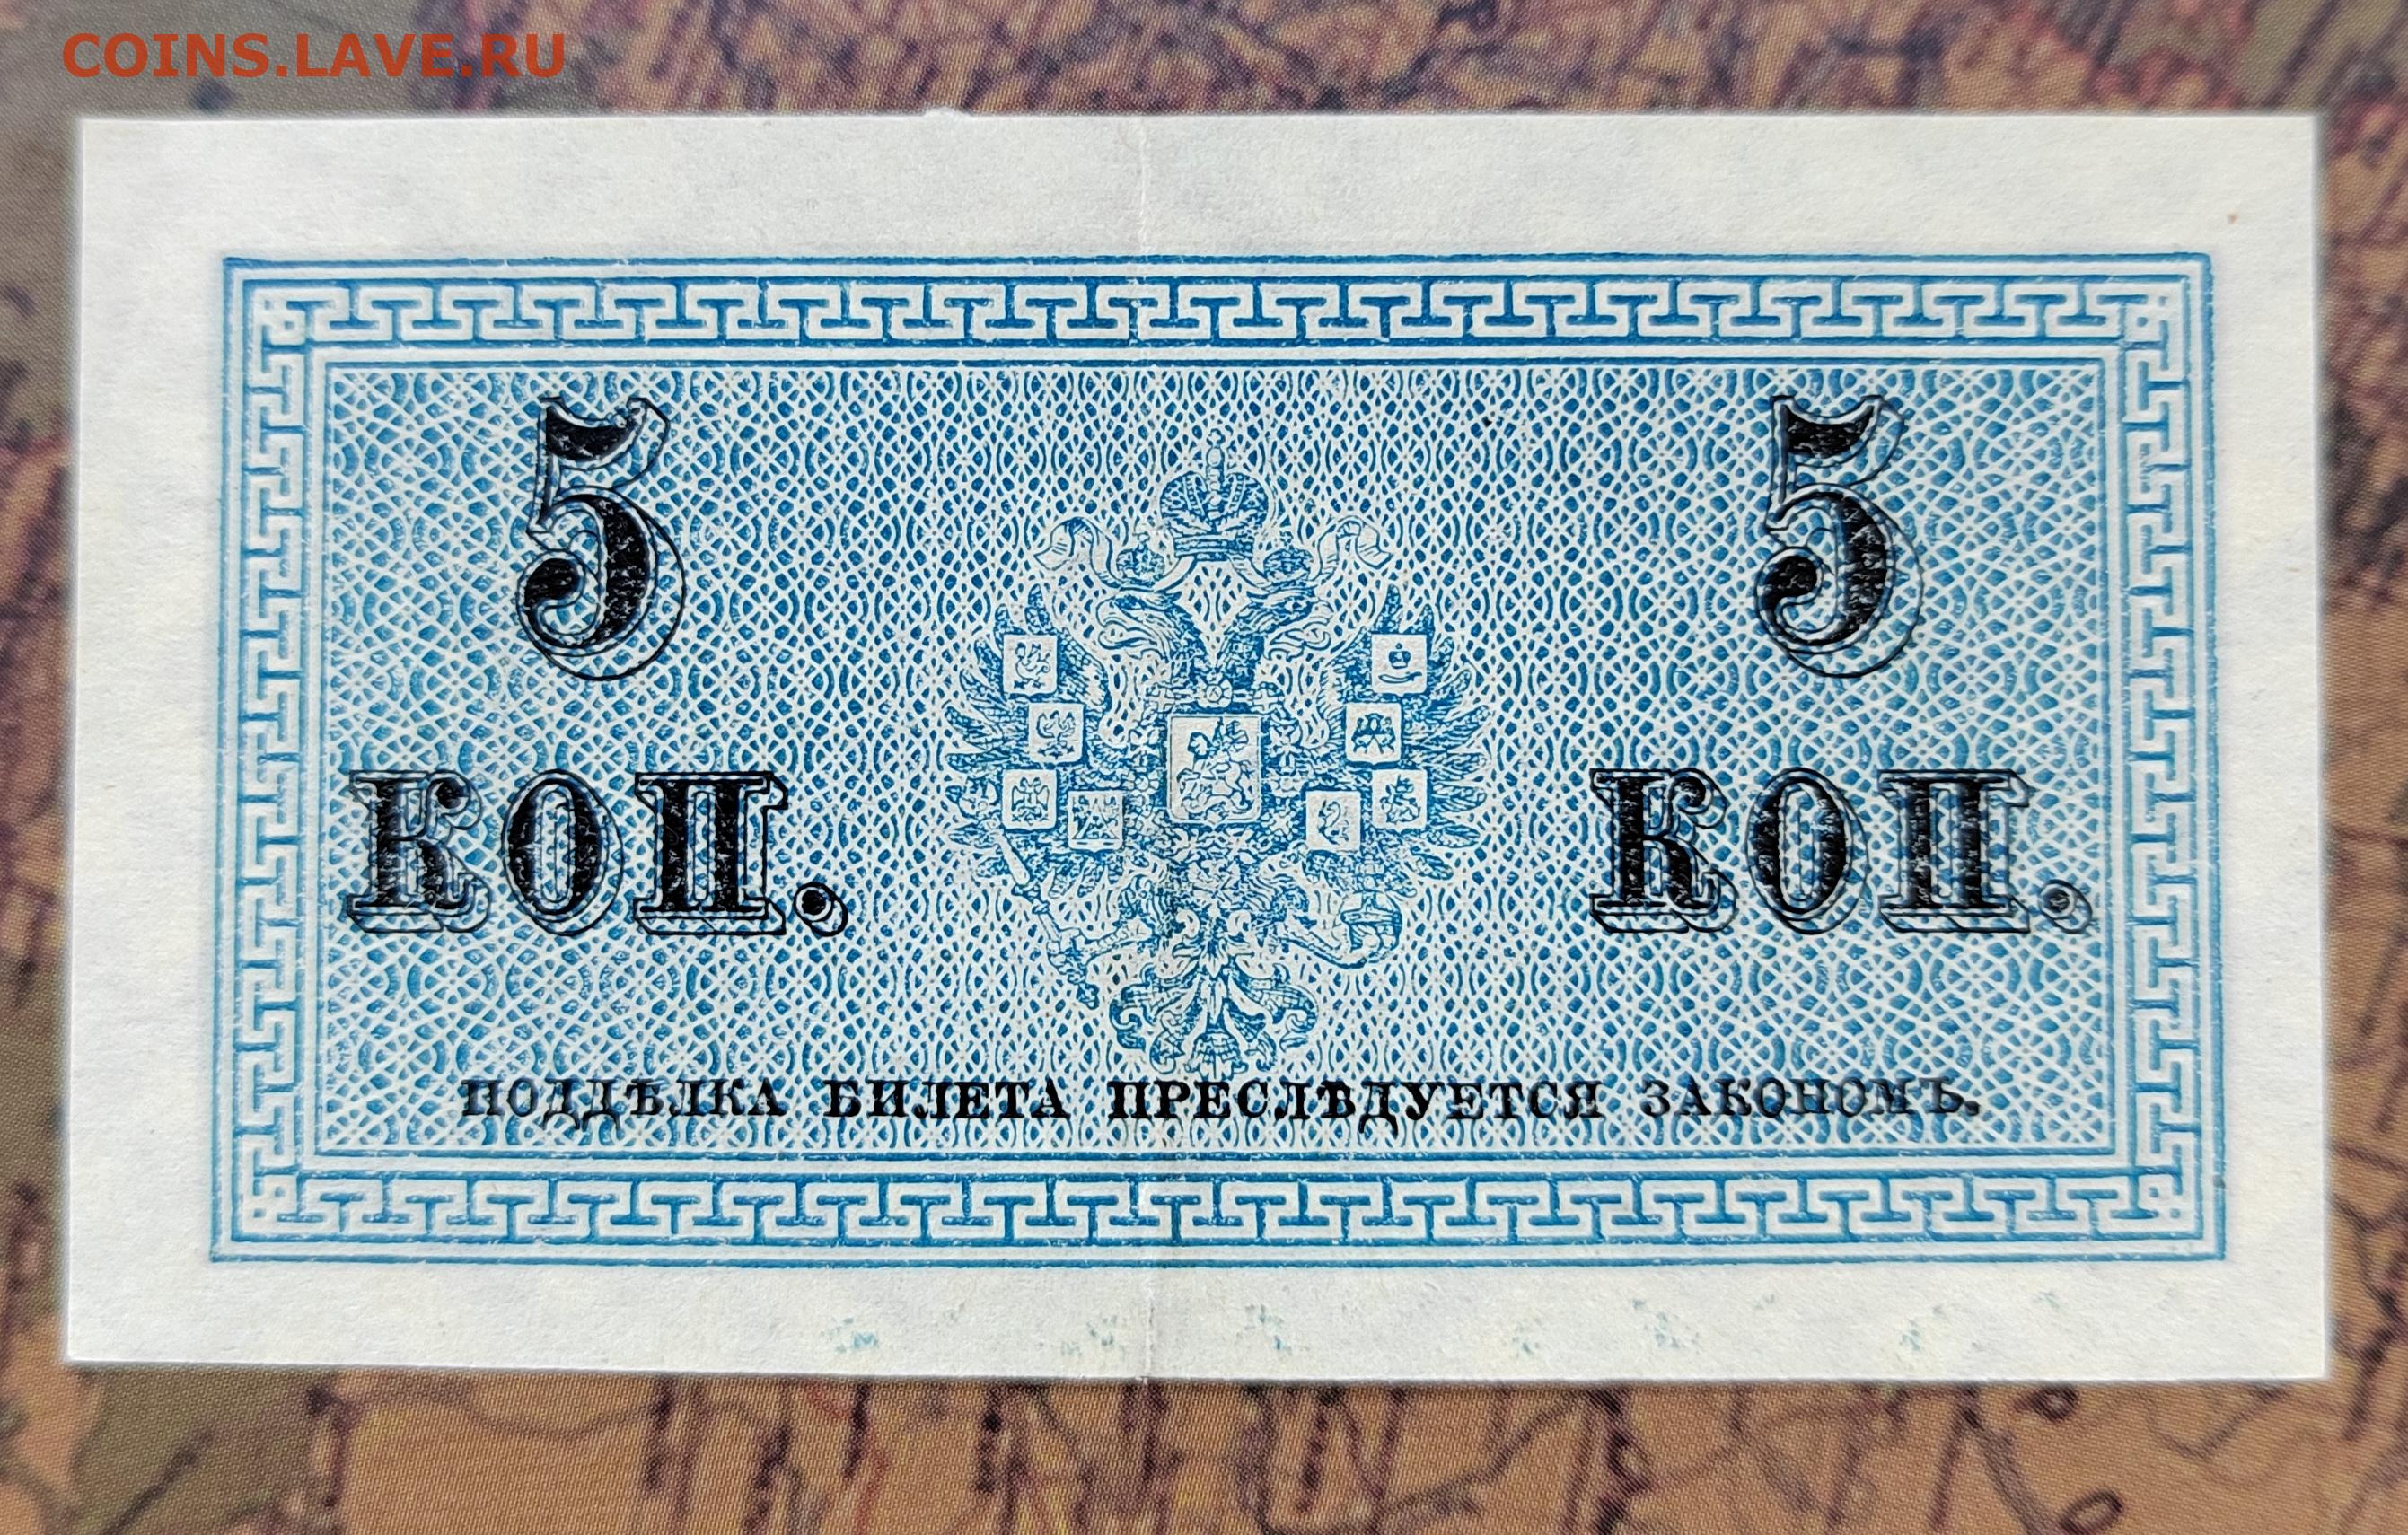 COINS.LAVE.RU
5 5
КОП. КОП.
ПОДДѢЛКА БИЛЕТА ПРЕСЛѢДУЕТСЯ ЗАКОНОМЪ.